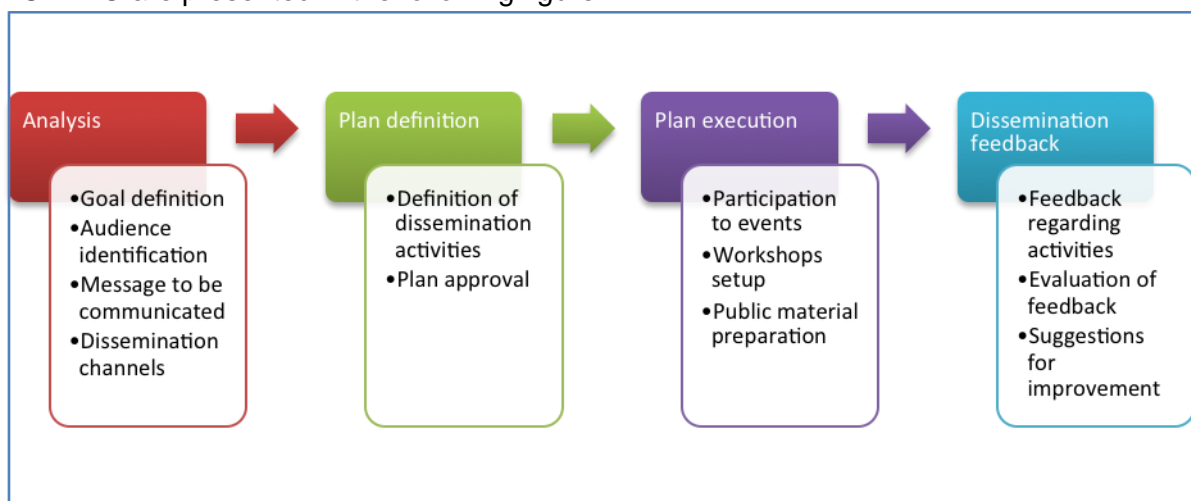 Analysis
•Goal definition
•Audience
identification
•Message to be
communicated
•Dissemination
channels
Plan definition
•Definition of
dissemination
activities
•Plan approval
Plan execution
•Participation
to events
•Workshops
setup
•Public material
preparation
Dissemination
feedback
•Feedback
regarding
activities
•Evaluation of
feedback
•Suggestions
for
improvement